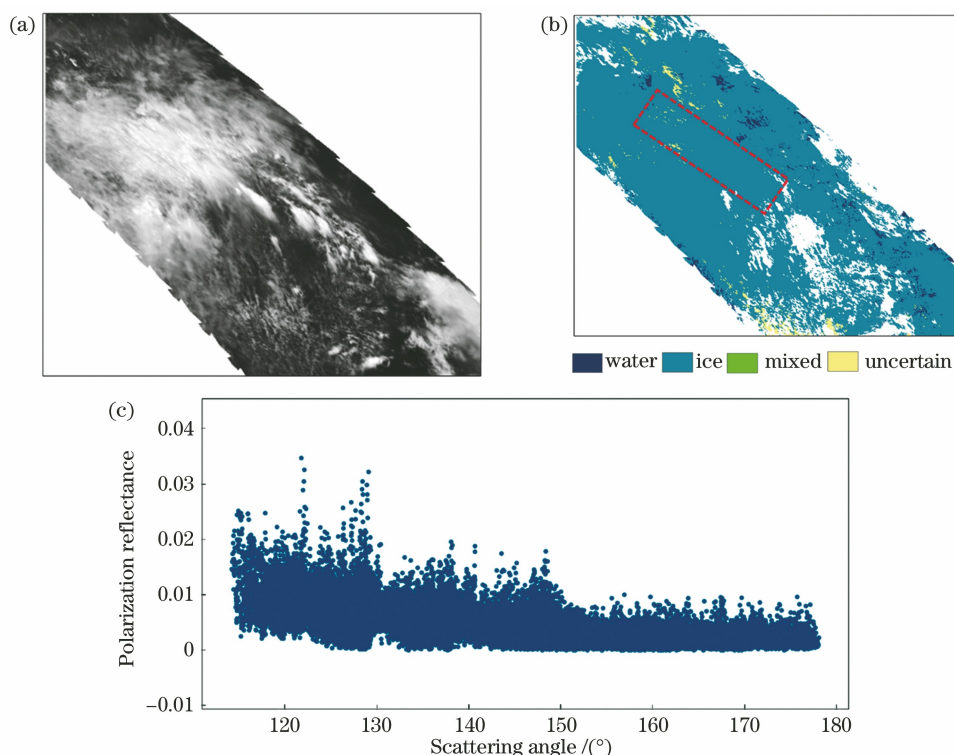 (a)
(b)
water ice mixed uncertain
(c)
Polarization reflectance
0.04
0.03
0.02
0.01
0
−0.01
120 130 140 150 160 170 180
Scattering angle /(°)